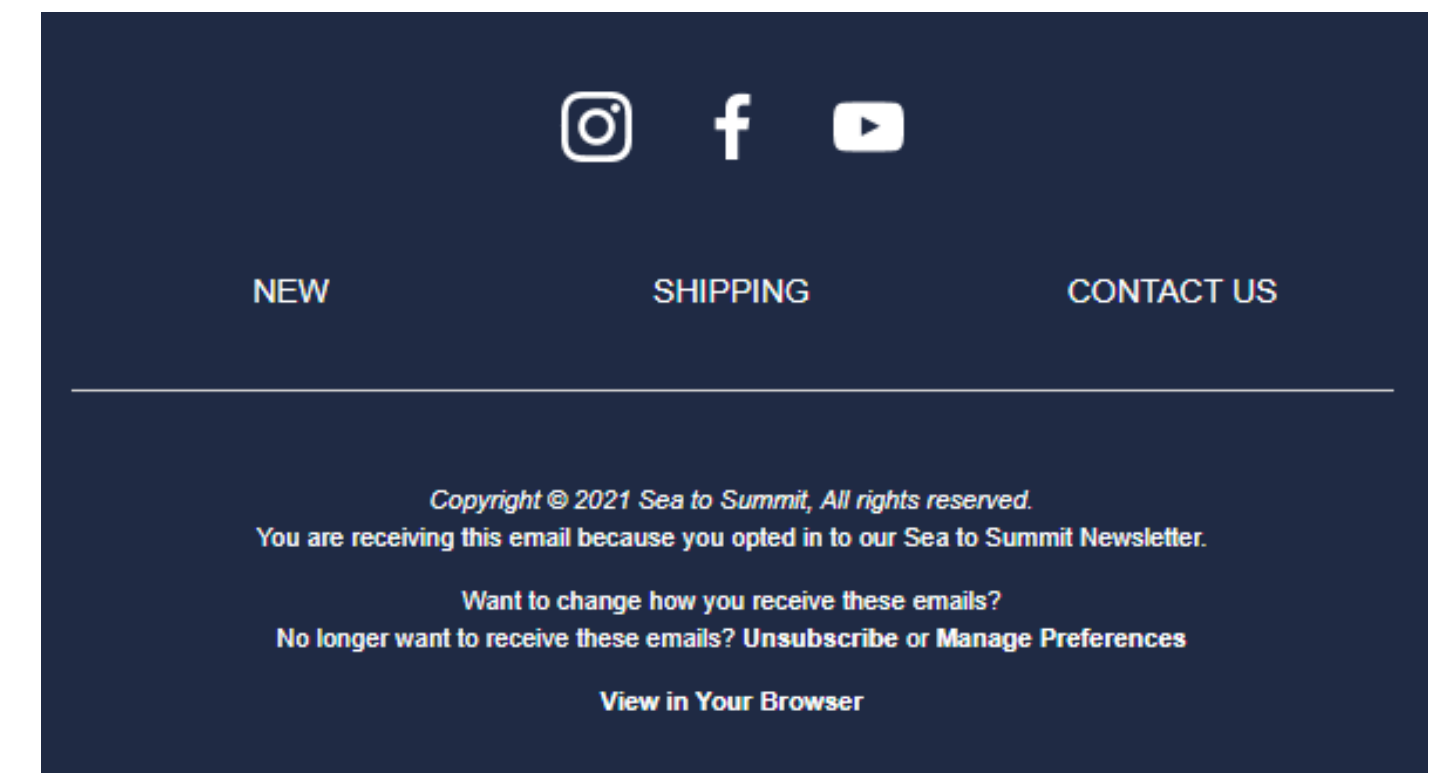 NEW SHIPPING CONTACT US
Copyright © 2021 Sea to Summit, All rights reserved.
You are receiving this email because you opted in to our Sea to Summit Newsletter.
Want to change how you receive these emails?
No longer want to receive these emails? Unsubscribe or Manage Preferences
View in Your Browser